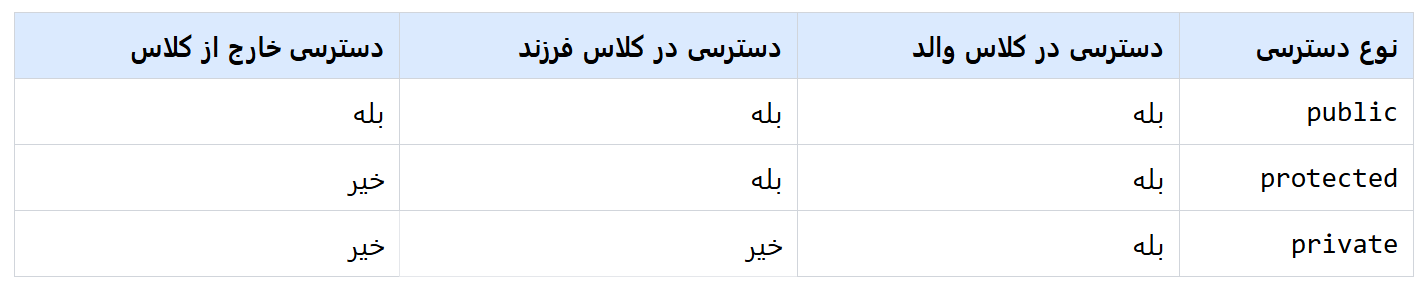 نوع دسترسی دسترسی در کلاس والد دسترسی در کلاس فرزند دسترسی خارج از کلاس
public بله بله بله
protected بله بله خیر
private بله خیر خیر